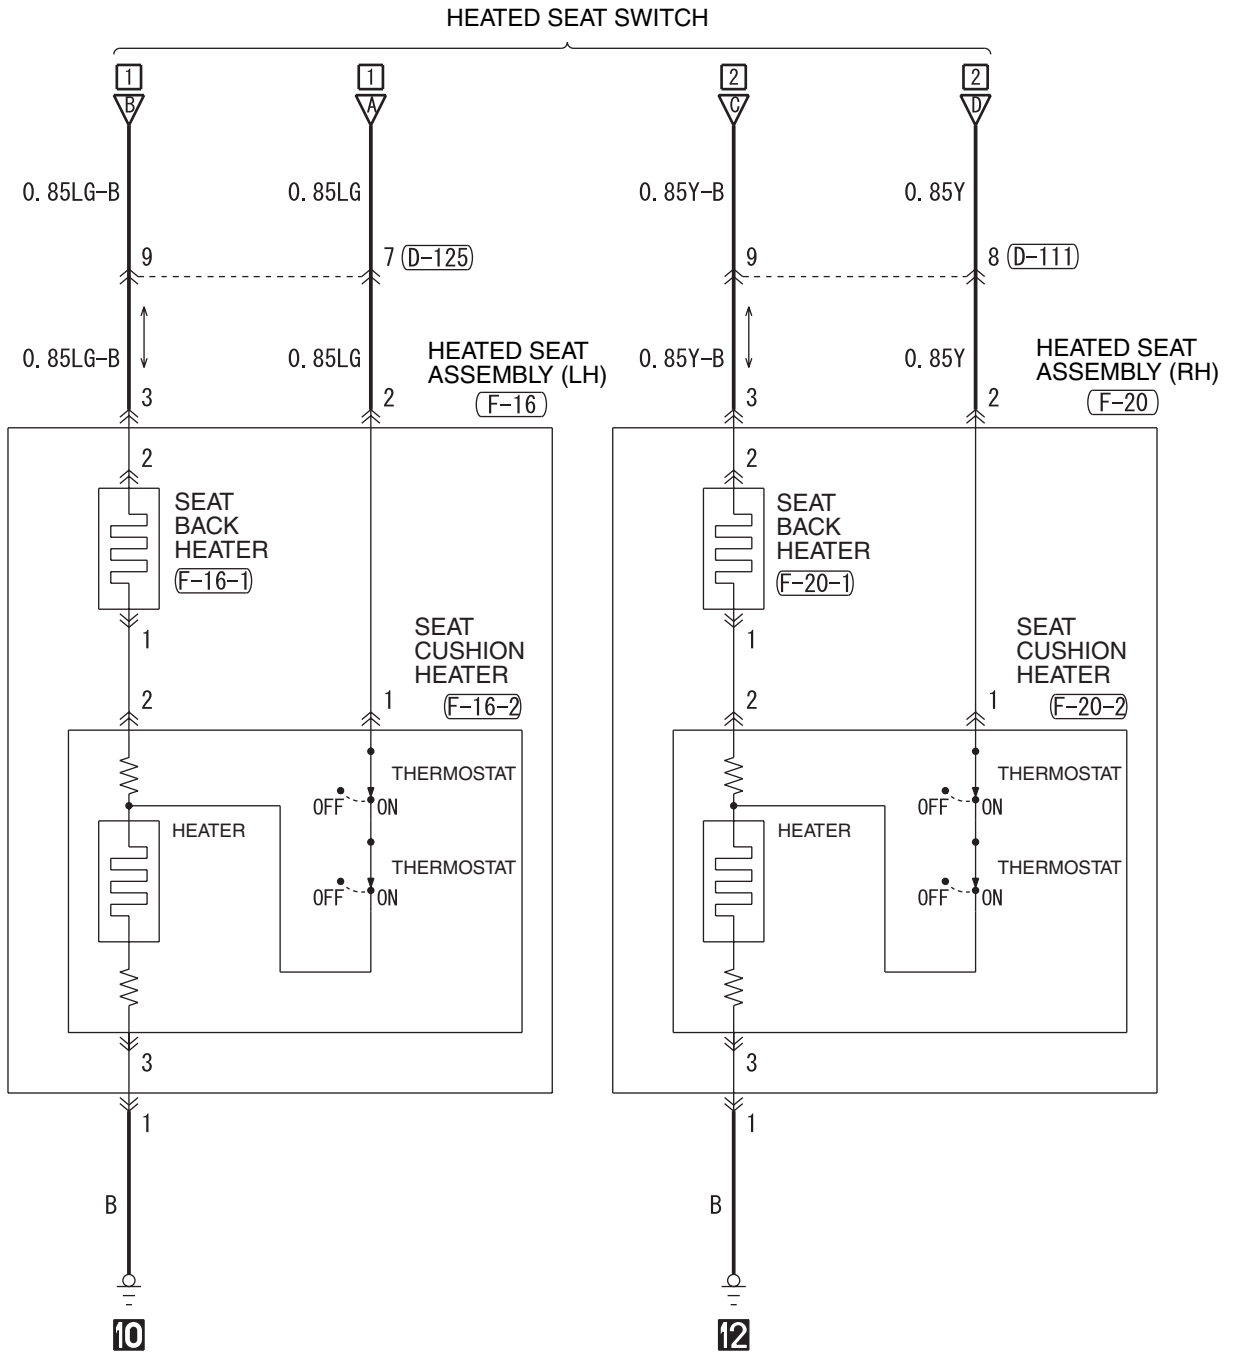 HEATED SEAT SWITCH
1 1 2 2
B A C D
0.85LG-B 0.85LG 0.85Y-B 0.85Y
9 7 D-125 9 8 D-111
0.85LG-B 0.85LG 0.85Y-B 0.85Y
HEATED SEAT
ASSEMBLY (LH)
F-16
HEATED SEAT
ASSEMBLY (RH)
F-20
3 2 3 2
2 2
SEAT
BACK
HEATER
F-16-1
SEAT
BACK
HEATER
F-20-1
1 1
SEAT
CUSHION
HEATER
F-16-2
SEAT
CUSHION
HEATER
F-20-2
2 1 2 1
THERMOSTAT THERMOSTAT
OFF ON OFF ON
HEATER HEATER
THERMOSTAT THERMOSTAT
OFF ON OFF ON
3 3
1 1
B B
10 12